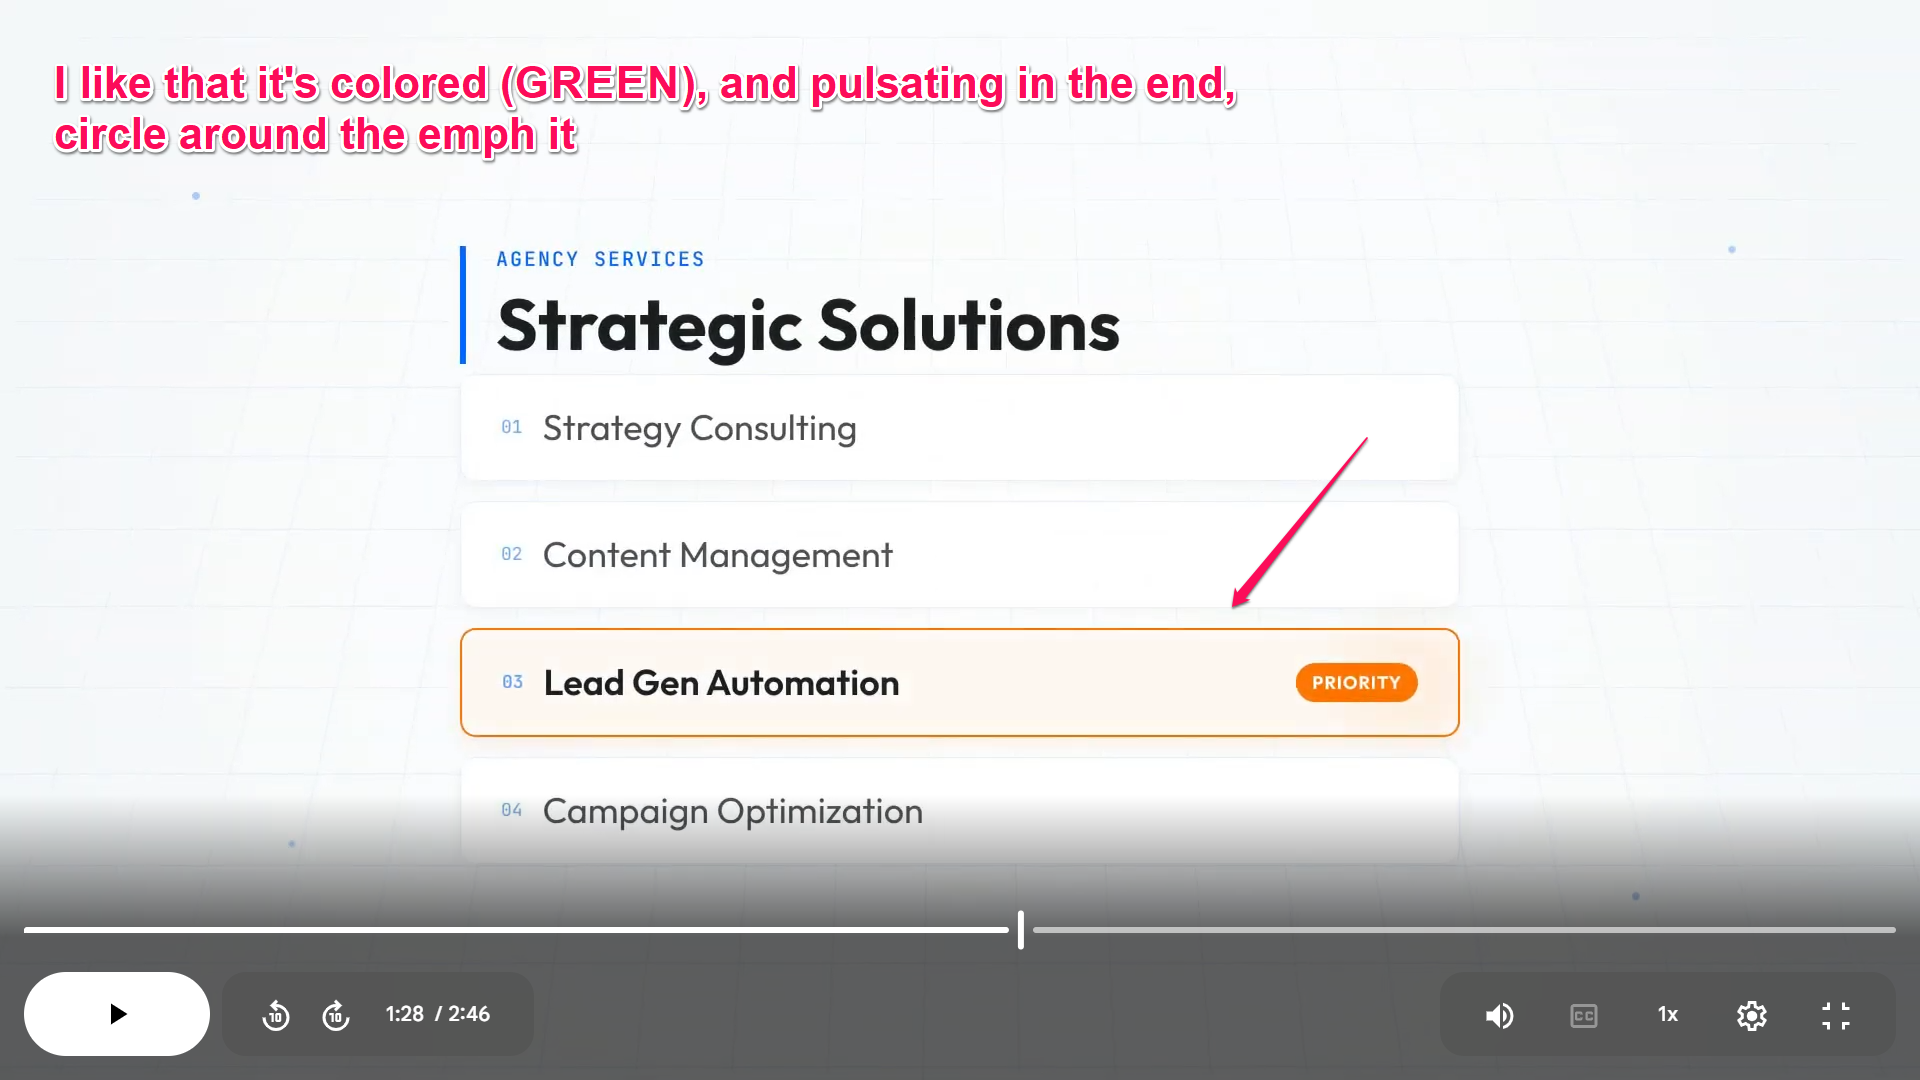 I like that it's colored (GREEN), and pulsating in the end,
circle around the emph it
AGENCY SERVICES
Strategic Solutions
01 Strategy Consulting
02 Content Management
03 Lead Gen Automation PRIORITY
04 Campaign Optimization
10 10 1:28 / 2:46 CC 1x